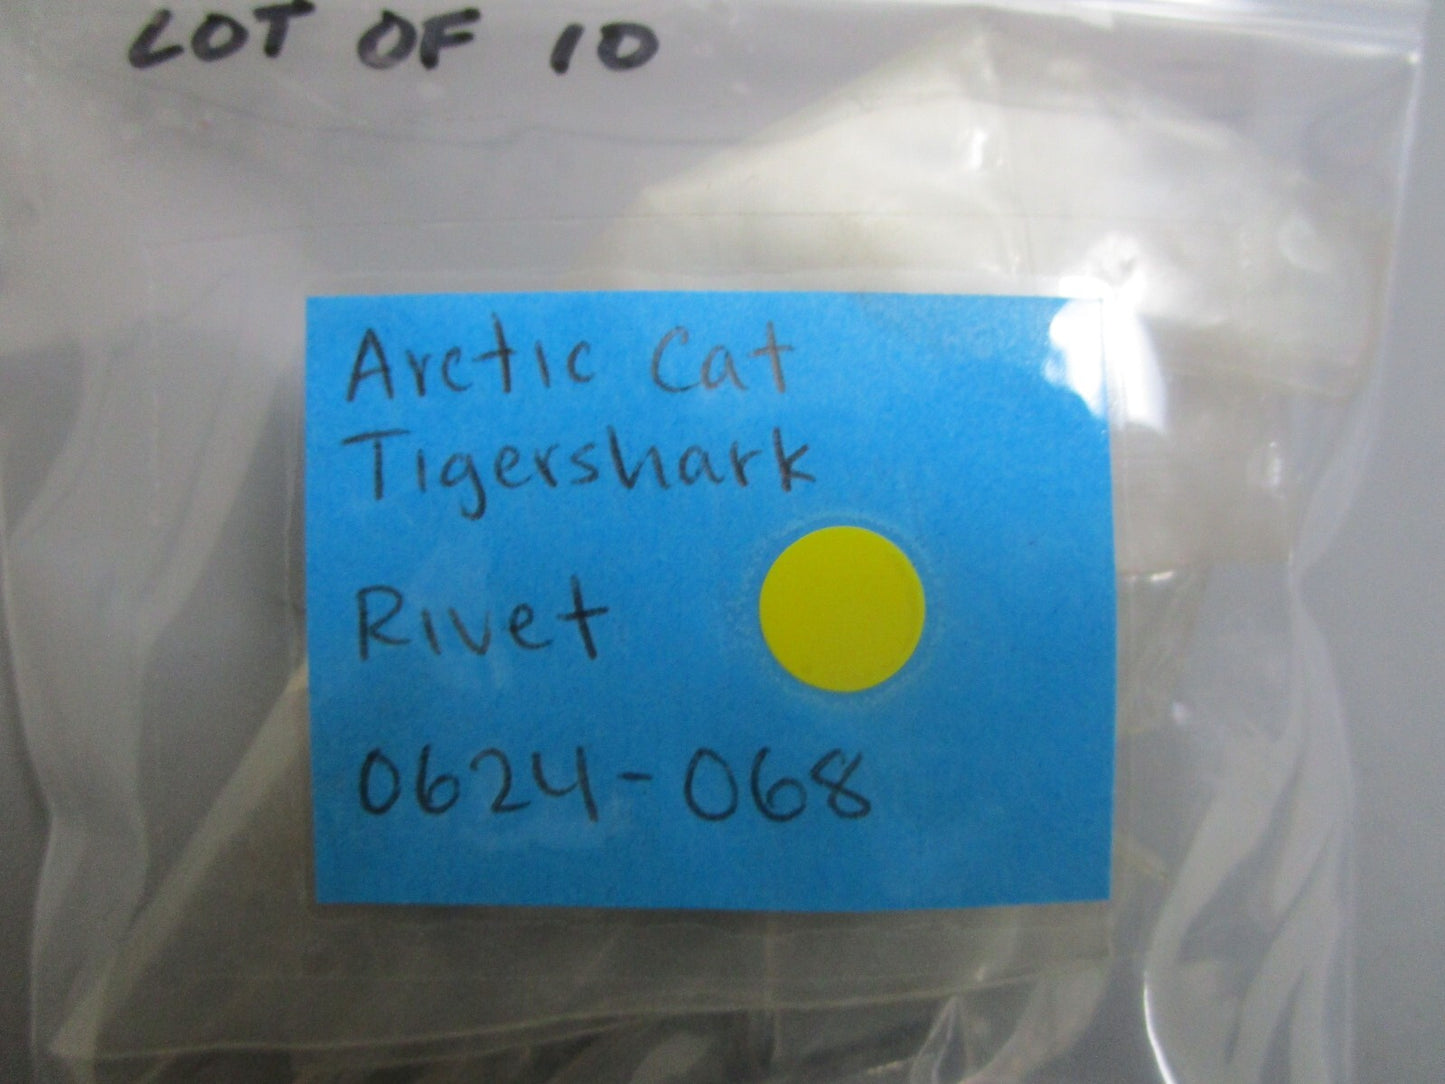 LOT OF 10
Arctic Cat
Tigershark
Rivet
0624-068